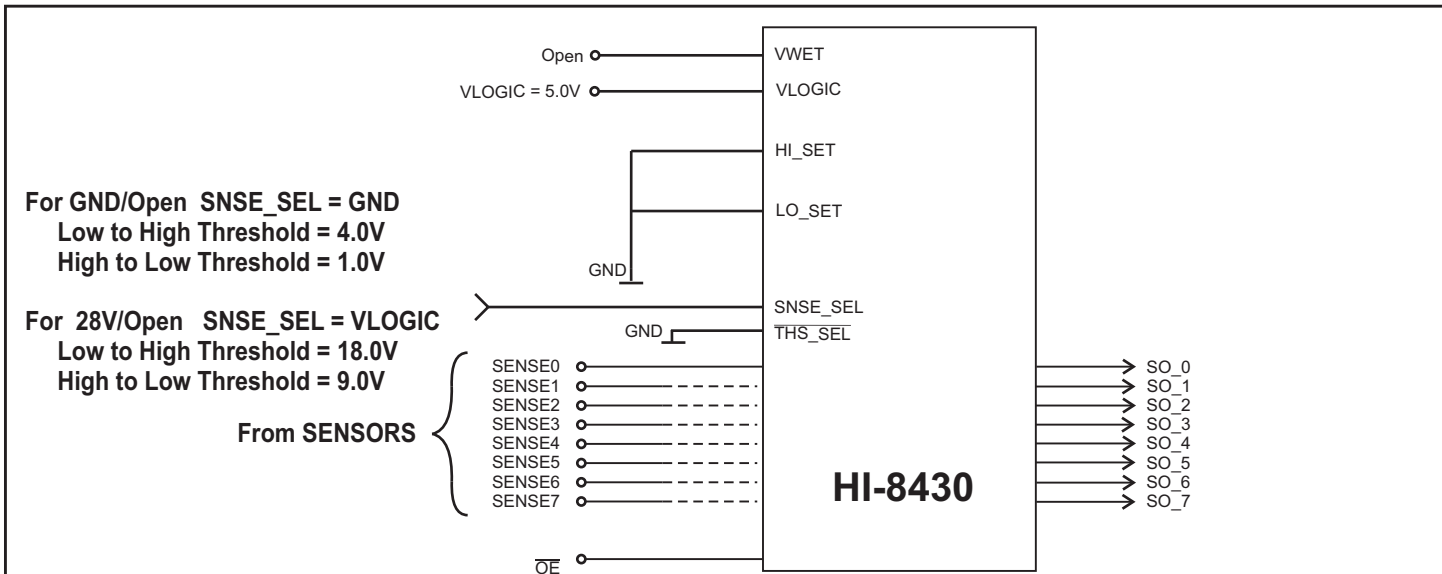 Open
VWET
VLOGIC = 5.0V
VLOGIC
HI_SET
For GND/Open SNSE_SEL = GND
LO_SET
Low to High Threshold = 4.0V
High to Low Threshold = 1.0V
GND
SNSE_SEL
For 28V/Open SNSE_SEL = VLOGIC
GND
THS_SEL
Low to High Threshold = 18.0V
High to Low Threshold = 9.0V
From SENSORS
SENSE0
SENSE1
SENSE2
SENSE3
SENSE4
SENSE5
SENSE6
SENSE7
HI-8430
SO_0
SO_1
SO_2
SO_3
SO_4
SO_5
SO_6
SO_7
OE